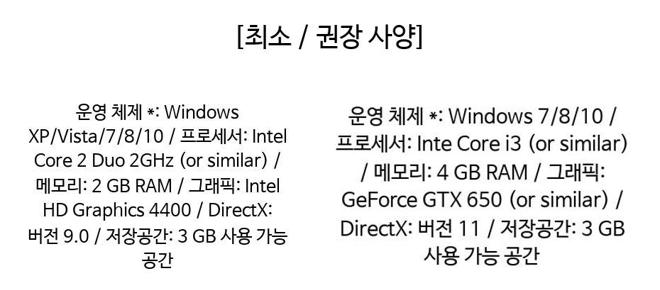 [최소 / 권장 사양]
운영 체제 *: Windows
XP/Vista/7/8/10 / 프로세서: Intel
Core 2 Duo 2GHz (or similar) /
메모리: 2 GB RAM / 그래픽: Intel
HD Graphics 4400 / DirectX:
버전 9.0 / 저장공간: 3 GB 사용 가능
공간
운영 체제 *: Windows 7/8/10 /
프로세서: Inte Core i3 (or similar)
/ 메모리: 4 GB RAM / 그래픽:
GeForce GTX 650 (or similar) /
DirectX: 버전 11 / 저장공간: 3 GB
사용 가능 공간